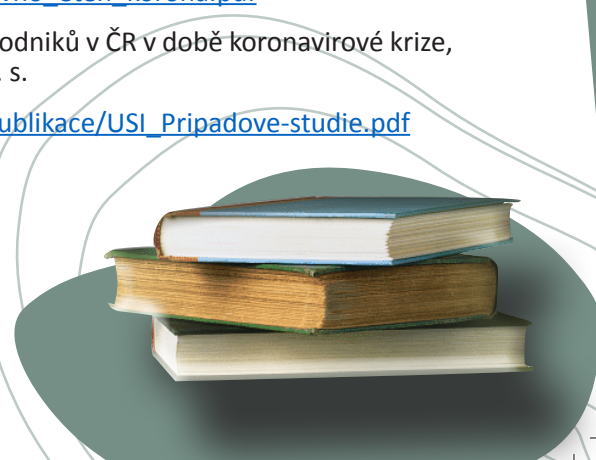 odniků v ČR v době koronavirové krize,
s.
ublikace/USI_Pripadove-studie.pdf